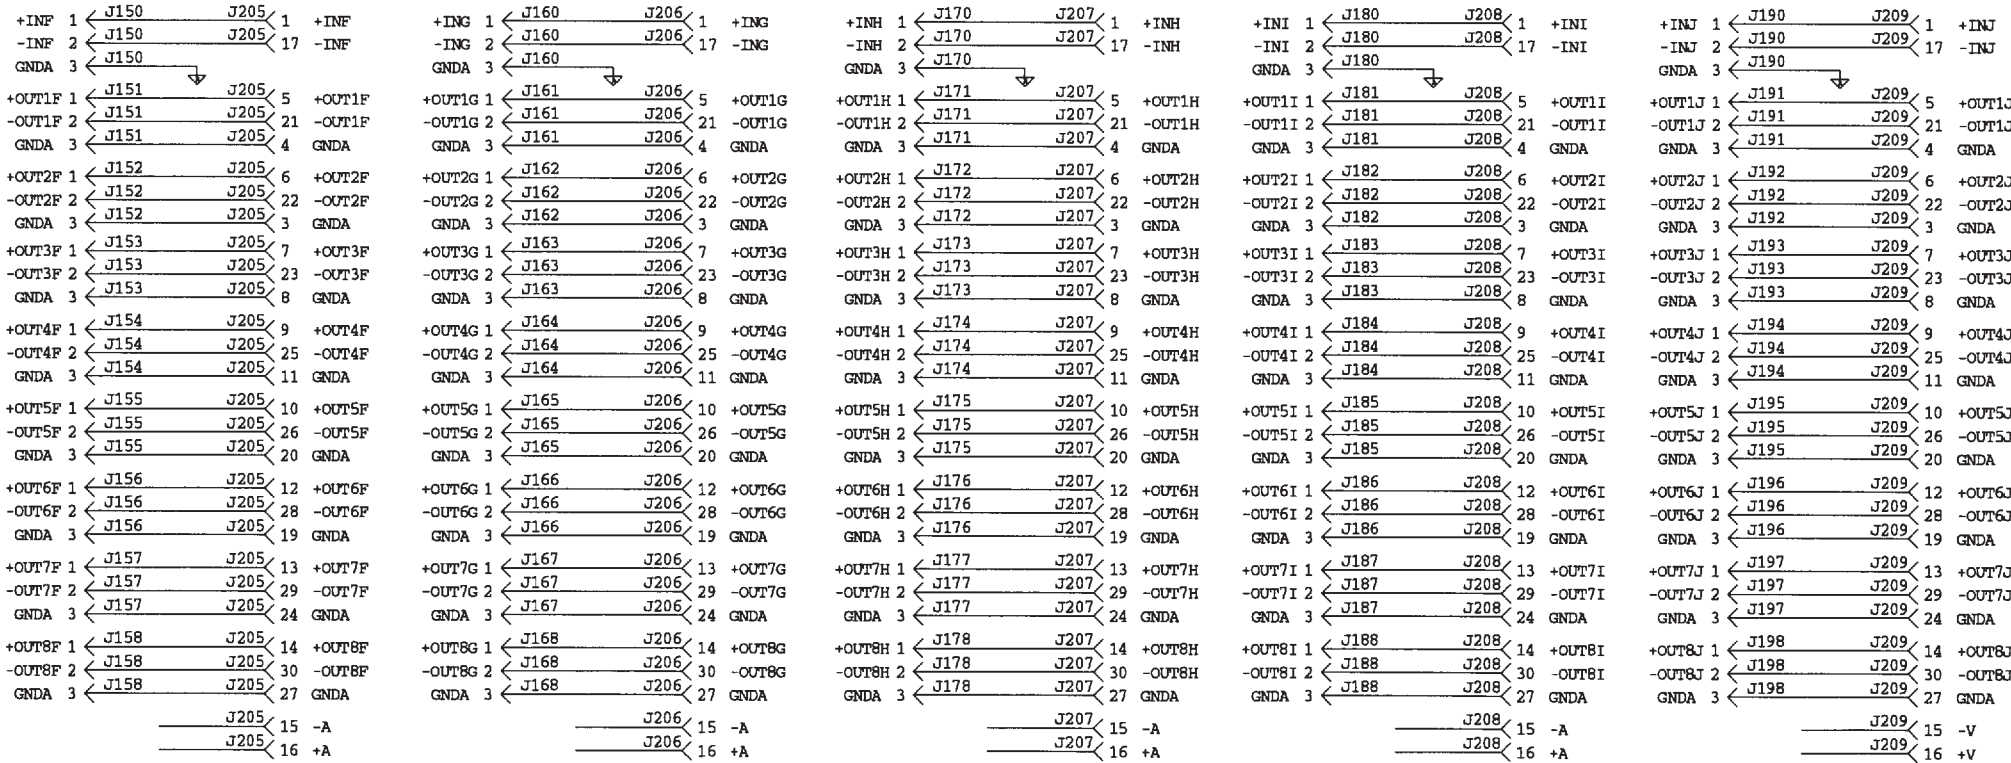 +INF 1 J150 J205 1 +INF
-INF 2 J150 J205 17 -INF
GNDA 3 J150
+OUT1F 1 J151 J205 5 +OUT1F
-OUT1F 2 J151 J205 21 -OUT1F
GNDA 3 J151 J205 4 GNDA
+OUT2F 1 J152 J205 6 +OUT2F
-OUT2F 2 J152 J205 22 -OUT2F
GNDA 3 J152 J205 3 GNDA
+OUT3F 1 J153 J205 7 +OUT3F
-OUT3F 2 J153 J205 23 -OUT3F
GNDA 3 J153 J205 8 GNDA
+OUT4F 1 J154 J205 9 +OUT4F
-OUT4F 2 J154 J205 25 -OUT4F
GNDA 3 J154 J205 11 GNDA
+OUT5F 1 J155 J205 10 +OUT5F
-OUT5F 2 J155 J205 26 -OUT5F
GNDA 3 J155 J205 20 GNDA
+OUT6F 1 J156 J205 12 +OUT6F
-OUT6F 2 J156 J205 28 -OUT6F
GNDA 3 J156 J205 19 GNDA
+OUT7F 1 J157 J205 13 +OUT7F
-OUT7F 2 J157 J205 29 -OUT7F
GNDA 3 J157 J205 24 GNDA
+OUT8F 1 J158 J205 14 +OUT8F
-OUT8F 2 J158 J205 30 -OUT8F
GNDA 3 J158 J205 27 GNDA
J205 15 -A
J205 16 +A
+ING 1 J160 J206 1 +ING
-ING 2 J160 J206 17 -ING
GNDA 3 J160
+OUT1G 1 J161 J206 5 +OUT1G
-OUT1G 2 J161 J206 21 -OUT1G
GNDA 3 J161 J206 4 GNDA
+OUT2G 1 J162 J206 6 +OUT2G
-OUT2G 2 J162 J206 22 -OUT2G
GNDA 3 J162 J206 3 GNDA
+OUT3G 1 J163 J206 7 +OUT3G
-OUT3G 2 J163 J206 23 -OUT3G
GNDA 3 J163 J206 8 GNDA
+OUT4G 1 J164 J206 9 +OUT4G
-OUT4G 2 J164 J206 25 -OUT4G
GNDA 3 J164 J206 11 GNDA
+OUT5G 1 J165 J206 10 +OUT5G
-OUT5G 2 J165 J206 26 -OUT5G
GNDA 3 J165 J206 20 GNDA
+OUT6G 1 J166 J206 12 +OUT6G
-OUT6G 2 J166 J206 28 -OUT6G
GNDA 3 J166 J206 19 GNDA
+OUT7G 1 J167 J206 13 +OUT7G
-OUT7G 2 J167 J206 29 -OUT7G
GNDA 3 J167 J206 24 GNDA
+OUT8G 1 J168 J206 14 +OUT8G
-OUT8G 2 J168 J206 30 -OUT8G
GNDA 3 J168 J206 27 GNDA
J206 15 -A
J206 16 +A
+INH 1 J170 J207 1 +INH
-INH 2 J170 J207 17 -INH
GNDA 3 J170
+OUT1H 1 J171 J207 5 +OUT1H
-OUT1H 2 J171 J207 21 -OUT1H
GNDA 3 J171 J207 4 GNDA
+OUT2H 1 J172 J207 6 +OUT2H
-OUT2H 2 J172 J207 22 -OUT2H
GNDA 3 J172 J207 3 GNDA
+OUT3H 1 J173 J207 7 +OUT3H
-OUT3H 2 J173 J207 23 -OUT3H
GNDA 3 J173 J207 8 GNDA
+OUT4H 1 J174 J207 9 +OUT4H
-OUT4H 2 J174 J207 25 -OUT4H
GNDA 3 J174 J207 11 GNDA
+OUT5H 1 J175 J207 10 +OUT5H
-OUT5H 2 J175 J207 26 -OUT5H
GNDA 3 J175 J207 20 GNDA
+OUT6H 1 J176 J207 12 +OUT6H
-OUT6H 2 J176 J207 28 -OUT6H
GNDA 3 J176 J207 19 GNDA
+OUT7H 1 J177 J207 13 +OUT7H
-OUT7H 2 J177 J207 29 -OUT7H
GNDA 3 J177 J207 24 GNDA
+OUT8H 1 J178 J207 14 +OUT8H
-OUT8H 2 J178 J207 30 -OUT8H
GNDA 3 J178 J207 27 GNDA
J207 15 -A
J207 16 +A
+INI 1 J180 J208 1 +INI
-INI 2 J180 J208 17 -INI
GNDA 3 J180
+OUT1I 1 J181 J208 5 +OUT1I
-OUT1I 2 J181 J208 21 -OUT1I
GNDA 3 J181 J208 4 GNDA
+OUT2I 1 J182 J208 6 +OUT2I
-OUT2I 2 J182 J208 22 -OUT2I
GNDA 3 J182 J208 3 GNDA
+OUT3I 1 J183 J208 7 +OUT3I
-OUT3I 2 J183 J208 23 -OUT3I
GNDA 3 J183 J208 8 GNDA
+OUT4I 1 J184 J208 9 +OUT4I
-OUT4I 2 J184 J208 25 -OUT4I
GNDA 3 J184 J208 11 GNDA
+OUT5I 1 J185 J208 10 +OUT5I
-OUT5I 2 J185 J208 26 -OUT5I
GNDA 3 J185 J208 20 GNDA
+OUT6I 1 J186 J208 12 +OUT6I
-OUT6I 2 J186 J208 28 -OUT6I
GNDA 3 J186 J208 19 GNDA
+OUT7I 1 J187 J208 13 +OUT7I
-OUT7I 2 J187 J208 29 -OUT7I
GNDA 3 J187 J208 24 GNDA
+OUT8I 1 J188 J208 14 +OUT8I
-OUT8I 2 J188 J208 30 -OUT8I
GNDA 3 J188 J208 27 GNDA
J208 15 -A
J208 16 +A
+INJ 1 J190 J209 1 +INJ
-INJ 2 J190 J209 17 -INJ
GNDA 3 J190
+OUT1J 1 J191 J209 5 +OUT1J
-OUT1J 2 J191 J209 21 -OUT1J
GNDA 3 J191 J209 4 GNDA
+OUT2J 1 J192 J209 6 +OUT2J
-OUT2J 2 J192 J209 22 -OUT2J
GNDA 3 J192 J209 3 GNDA
+OUT3J 1 J193 J209 7 +OUT3J
-OUT3J 2 J193 J209 23 -OUT3J
GNDA 3 J193 J209 8 GNDA
+OUT4J 1 J194 J209 9 +OUT4J
-OUT4J 2 J194 J209 25 -OUT4J
GNDA 3 J194 J209 11 GNDA
+OUT5J 1 J195 J209 10 +OUT5J
-OUT5J 2 J195 J209 26 -OUT5J
GNDA 3 J195 J209 20 GNDA
+OUT6J 1 J196 J209 12 +OUT6J
-OUT6J 2 J196 J209 28 -OUT6J
GNDA 3 J196 J209 19 GNDA
+OUT7J 1 J197 J209 13 +OUT7J
-OUT7J 2 J197 J209 29 -OUT7J
GNDA 3 J197 J209 24 GNDA
+OUT8J 1 J198 J209 14 +OUT8J
-OUT8J 2 J198 J209 30 -OUT8J
GNDA 3 J198 J209 27 GNDA
J209 15 -V
J209 16 +V